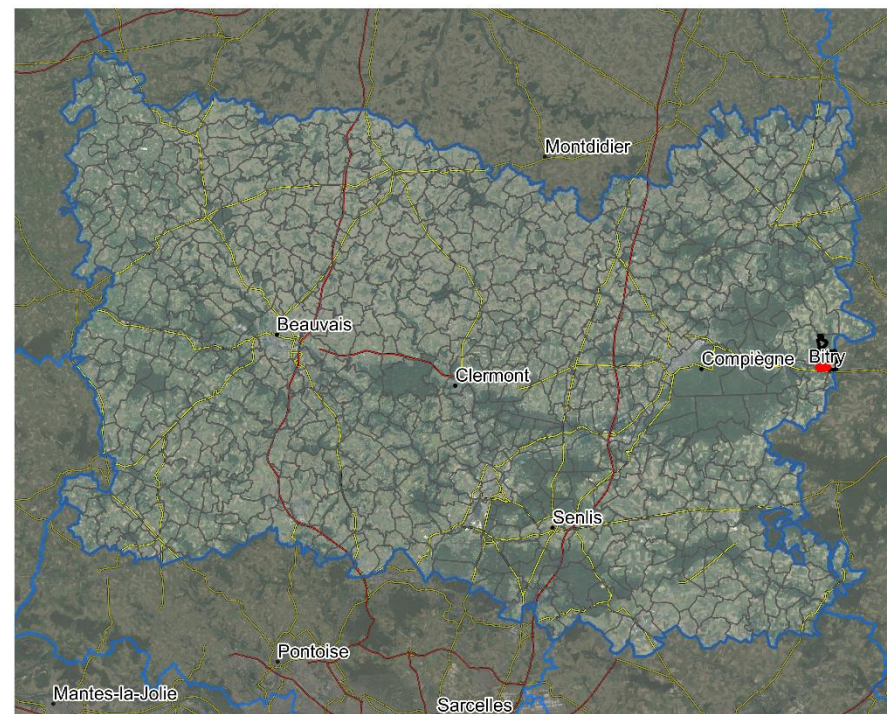 Montdidier
Beauvais
B
Compiègne
Bitry
Clermont
Senlis
Pontoise
Mantes-la-Jolie
Sarcelles